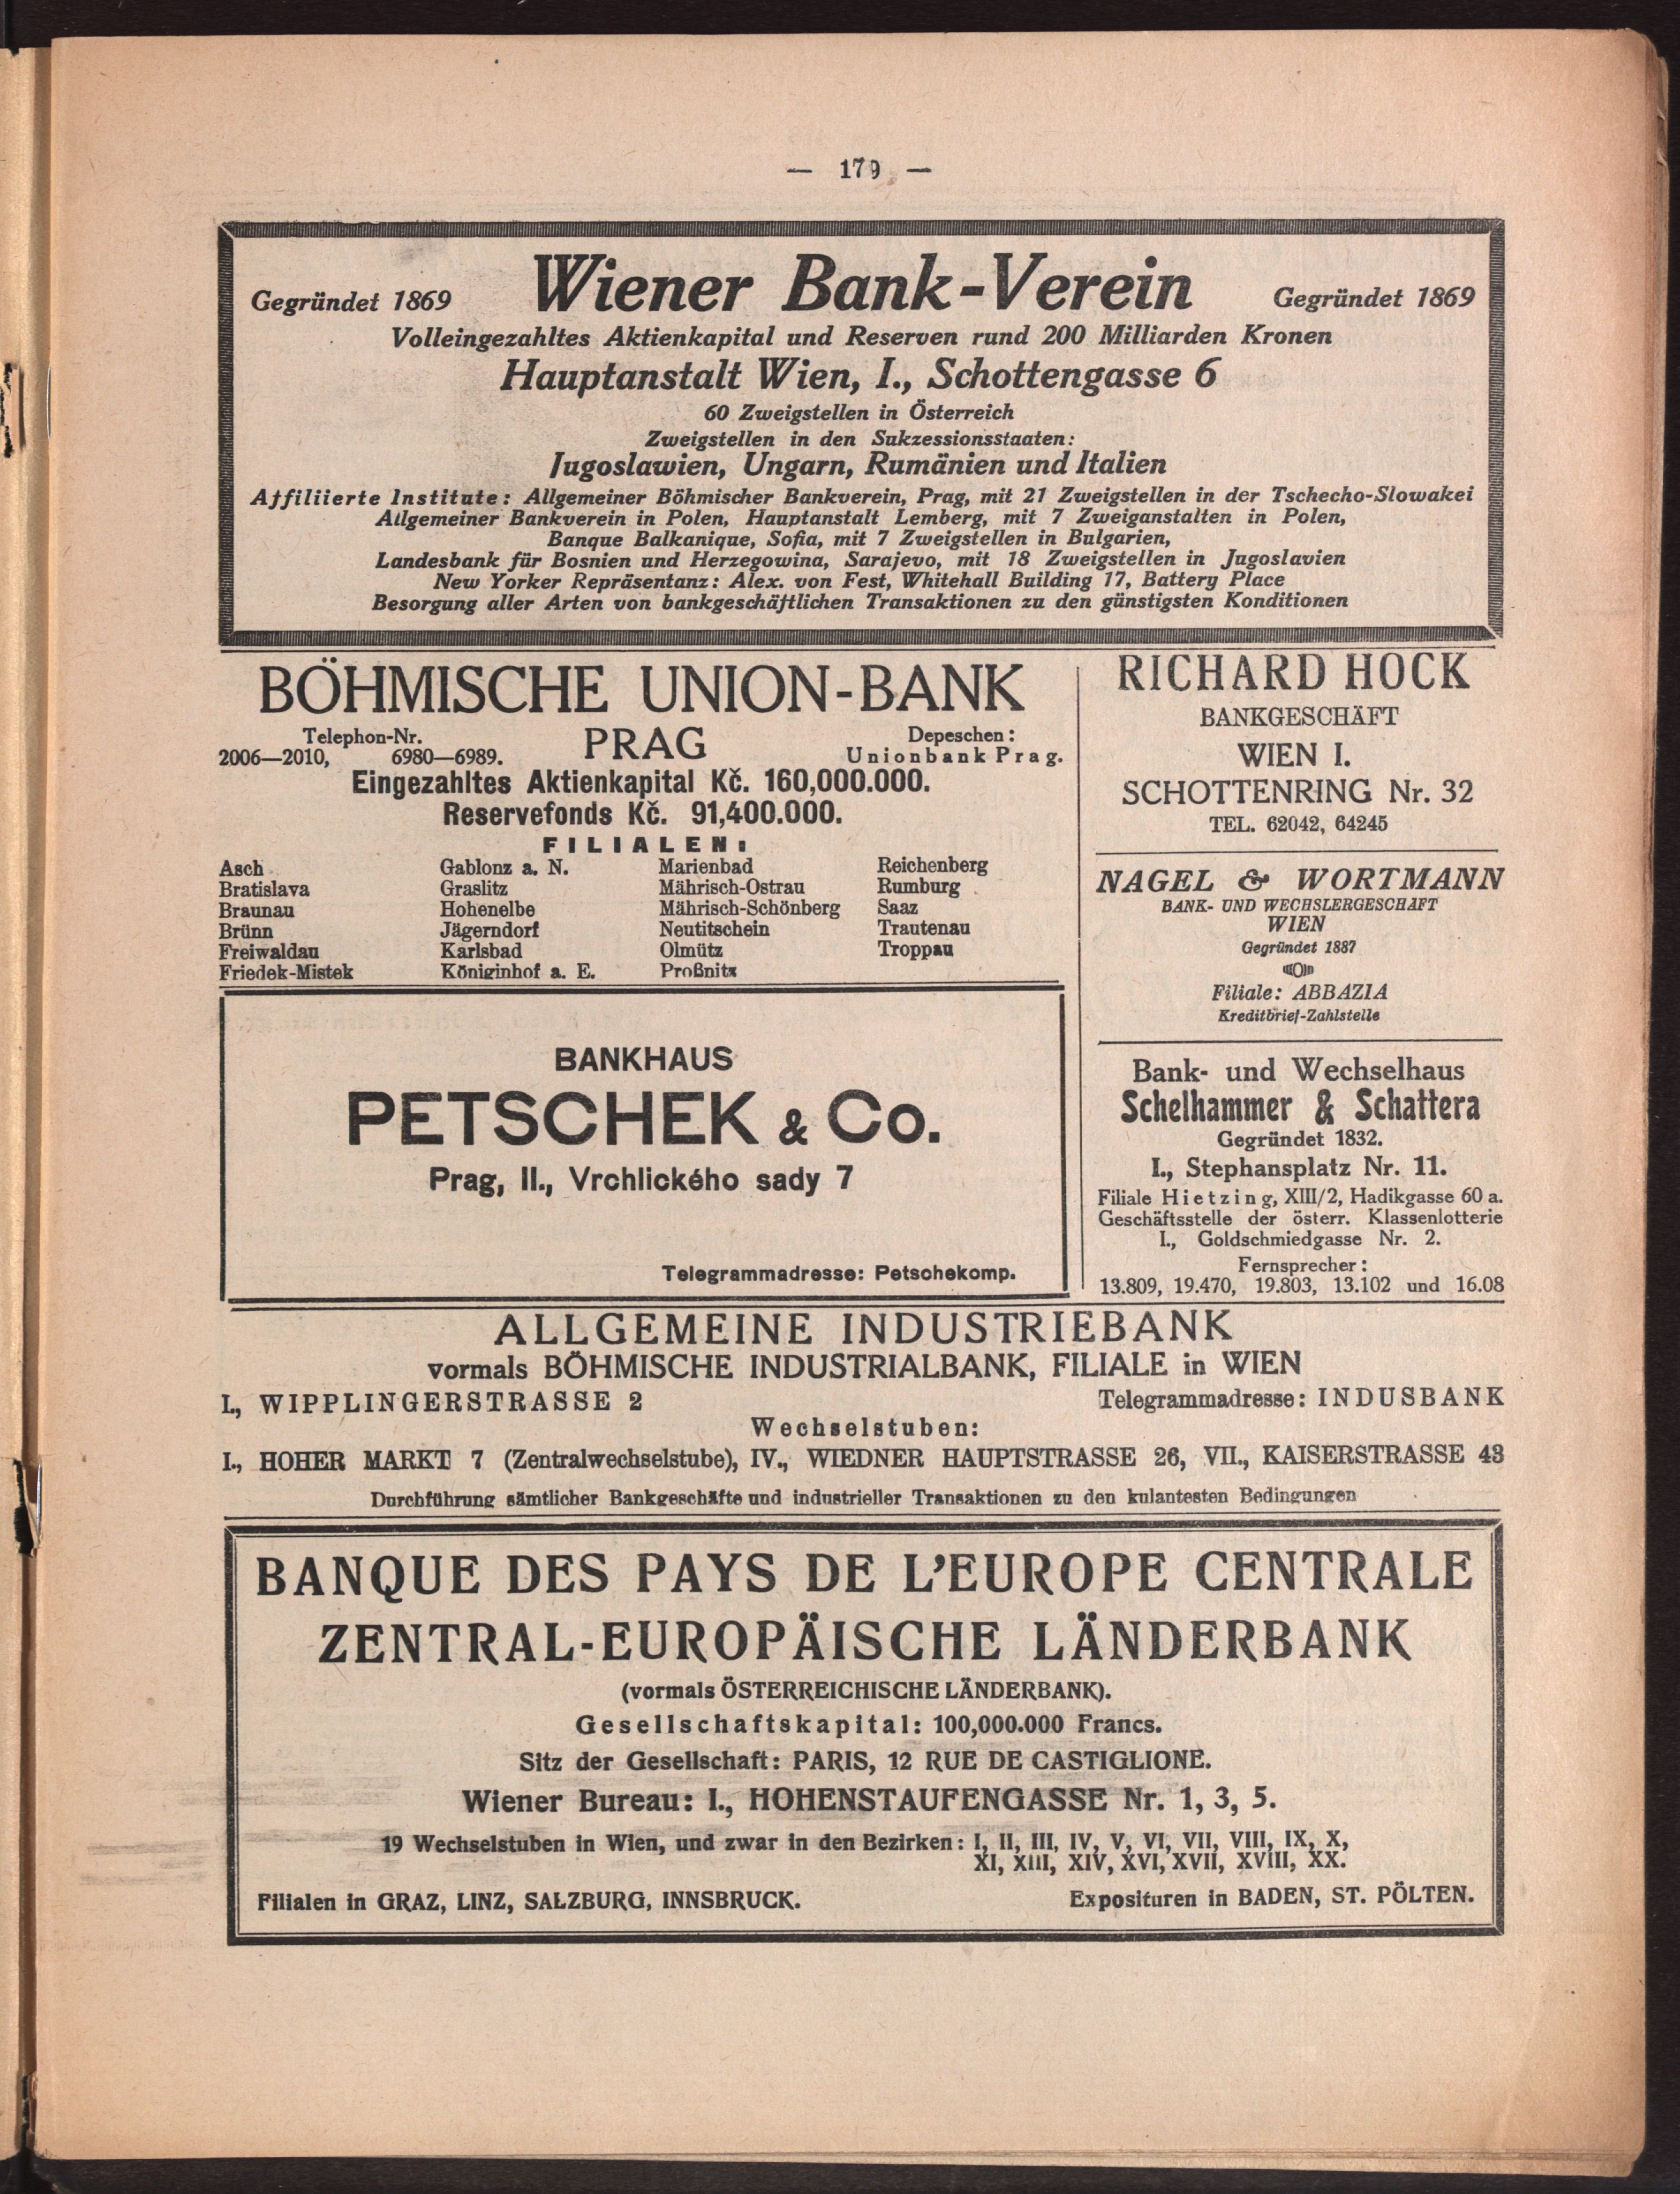 — 179 —
Gegründet 1869 Wiener Bank-Verein Gegründet 1869
Volleingezahltes Aktienkapital und Reserven rund 200 Milliarden Kronen
Hauptanstalt Wien, I., Schottengasse 6
60 Zweigstellen in Österreich
Zweigstellen in den Sukzessionsstaaten:
Jugoslawien, Ungarn, Rumänien und Italien
Affiliierte Institute: Allgemeiner Böhmischer Bankverein, Prag, mit 21 Zweigstellen in der Tschecho-Slowakei
Allgemeiner Bankverein in Polen, Hauptanstalt Lemberg, mit 7 Zweiganstalten in Polen,
Banque Balkanique, Sofia, mit 7 Zweigstellen in Bulgarien,
Landesbank für Bosnien und Herzegowina, Sarajevo, mit 18 Zweigstellen in Jugoslavien
New Yorker Repräsentanz: Alex. von Fest, Whitehall Building 17, Battery Place
Besorgung aller Arten von bankgeschäftlichen Transaktionen zu den günstigsten Konditionen
BÖHMISCHE UNION-BANK
Telephon-Nr. PRAG Depeschen:
2006—2010, 6980—6989. Unionbank Prag.
Eingezahltes Aktienkapital Kč. 160,000.000.
Reservefonds Kč. 91,400.000.
FILIALEN:
Asch Gablonz a. N. Marienbad Reichenberg
Bratislava Graslitz Mährisch-Ostrau Rumburg
Braunau Hohenelbe Mährisch-Schönberg Saaz
Brünn Jägerndorf Neutitschein Trautenau
Freiwaldau Karlsbad Olmütz Troppau
Friedek-Mistek Königinhof a. E. Proßnitz
BANKHAUS
PETSCHEK & Co.
Prag, II., Vrchlického sady 7
Telegrammadresse: Petschekomp.
RICHARD HOCK
BANKGESCHÄFT
WIEN I.
SCHOTTENRING Nr. 32
TEL. 62042, 64245
NAGEL & WORTMANN
BANK- UND WECHSLERGESCHÄFT
WIEN
Gegründet 1887
Filiale: ABBAZIA
Kreditbrief-Zahlstelle
Bank- und Wechselhaus
Schelhammer & Schattera
Gegründet 1832.
I., Stephansplatz Nr. 11.
Filiale Hietzing, XIII/2, Hadikgasse 60 a.
Geschäftsstelle der österr. Klassenlotterie
I., Goldschmiedgasse Nr. 2.
Fernsprecher:
13.809, 19.470, 19.803, 13.102 und 16.08
ALLGEMEINE INDUSTRIEBANK
vormals BÖHMISCHE INDUSTRIALBANK, FILIALE in WIEN
I., WIPPLINGERSTRASSE 2 Telegrammadresse: INDUSBANK
Wechselstuben:
I., HOHER MARKT 7 (Zentralwechselstube), IV., WIEDNER HAUPTSTRASSE 26, VII., KAISERSTRASSE 43
Durchführung sämtlicher Bankgeschäfte und industrieller Transaktionen zu den kulantesten Bedingungen
BANQUE DES PAYS DE L'EUROPE CENTRALE
ZENTRAL-EUROPÄISCHE LÄNDERBANK
(vormals ÖSTERREICHISCHE LÄNDERBANK).
Gesellschaftskapital: 100,000.000 Francs.
Sitz der Gesellschaft: PARIS, 12 RUE DE CASTIGLIONE.
Wiener Bureau: I., HOHENSTAUFENGASSE Nr. 1, 3, 5.
19 Wechselstuben in Wien, und zwar in den Bezirken: I, II, III, IV, V, VI, VII, VIII, IX, X,
XI, XIII, XIV, XVI, XVII, XVIII, XX.
Filialen in GRAZ, LINZ, SALZBURG, INNSBRUCK. Exposituren in BADEN, ST. PÖLTEN.